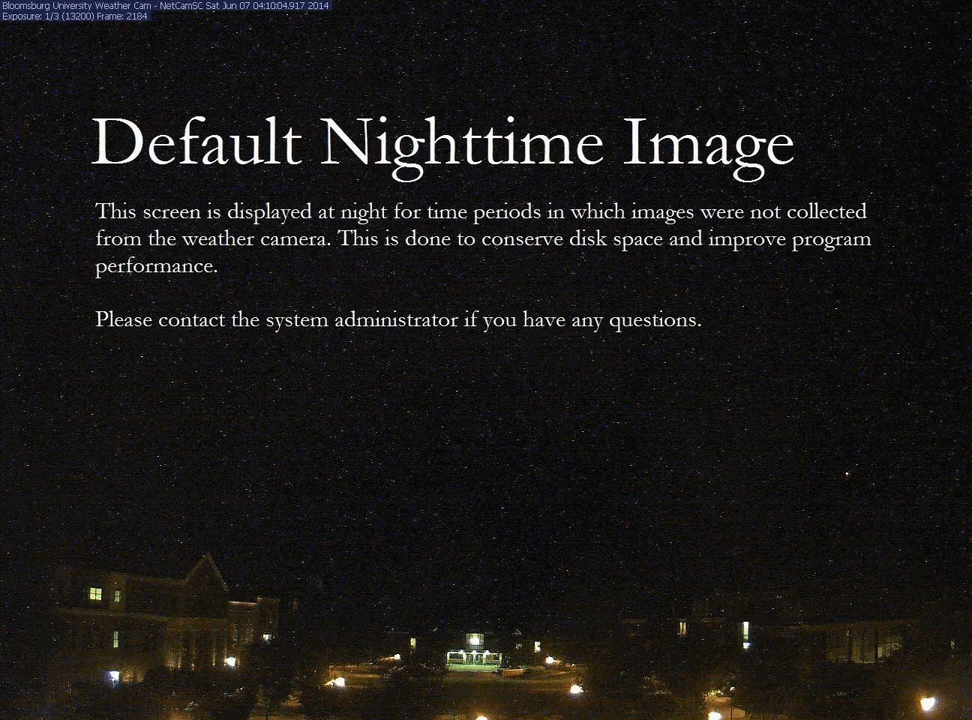 Bloomsburg University Weather Cam - NetCamSC Sat Jun 07 04:10:04.917 2014
Exposure: 1/3 (13200) Frame: 2184
Default Nighttime Image
This screen is displayed at night for time periods in which images were not collected
from the weather camera. This is done to conserve disk space and improve program
performance.
Please contact the system administrator if you have any questions.